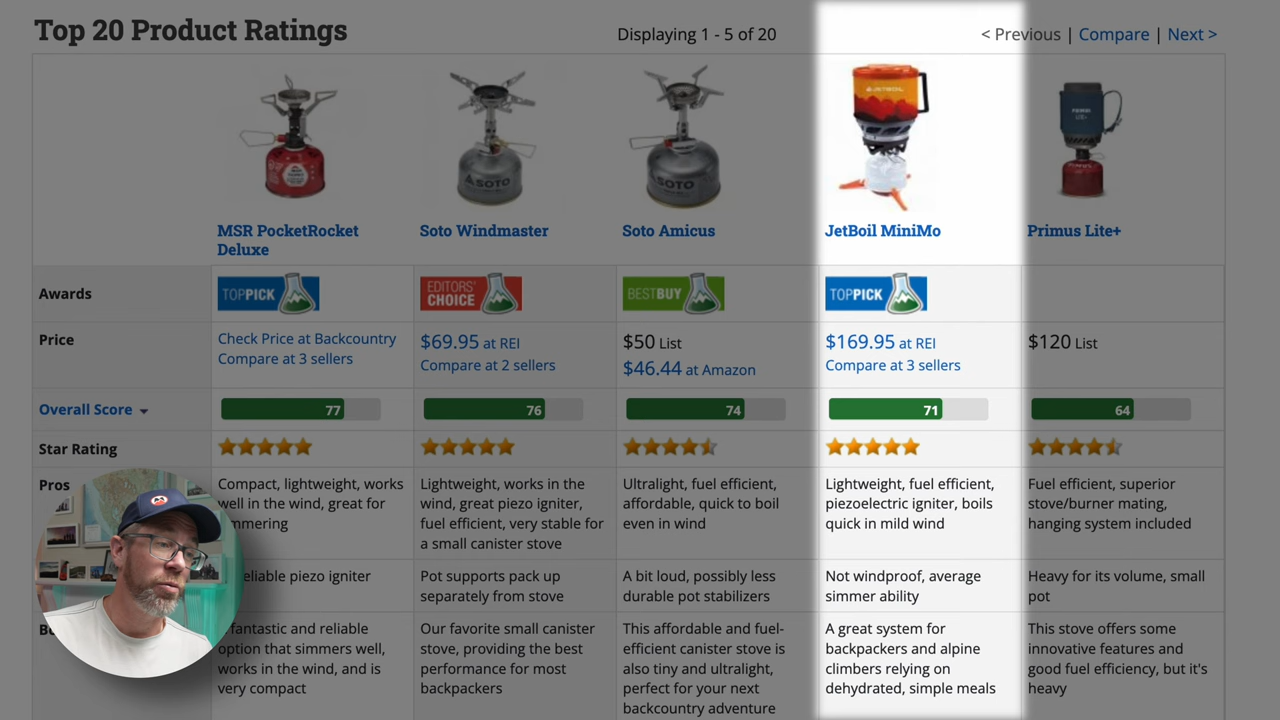 Top 20 Product Ratings
Displaying 1 - 5 of 20
< Previous | Compare | Next >
SOTO
SOTO
JETBOIL
MSR PocketRocket
Deluxe
Soto Windmaster
Soto Amicus
JetBoil MiniMo
Primus Lite+
Awards
TOP PICK
EDITORS' CHOICE
BEST BUY
TOP PICK
Price
Check Price at Backcountry
Compare at 3 sellers
$69.95 at REI
Compare at 2 sellers
$50 List
$46.44 at Amazon
$169.95 at REI
Compare at 3 sellers
$120 List
Overall Score
77
76
74
71
64
Star Rating
Pros
Compact, lightweight, works
well in the wind, great for
mmering
Lightweight, works in the
wind, great piezo igniter,
fuel efficient, very stable for
a small canister stove
Ultralight, fuel efficient,
affordable, quick to boil
even in wind
Lightweight, fuel efficient,
piezoelectric igniter, boils
quick in mild wind
Fuel efficient, superior
stove/burner mating,
hanging system included
eliable piezo igniter
Pot supports pack up
separately from stove
A bit loud, possibly less
durable pot stabilizers
Not windproof, average
simmer ability
Heavy for its volume, small
pot
fantastic and reliable
option that simmers well,
works in the wind, and is
very compact
Our favorite small canister
stove, providing the best
performance for most
backpackers
This affordable and fuel-
efficient canister stove is
also tiny and ultralight,
perfect for your next
backcountry adventure
A great system for
backpackers and alpine
climbers relying on
dehydrated, simple meals
This stove offers some
innovative features and
good fuel efficiency, but it's
heavy